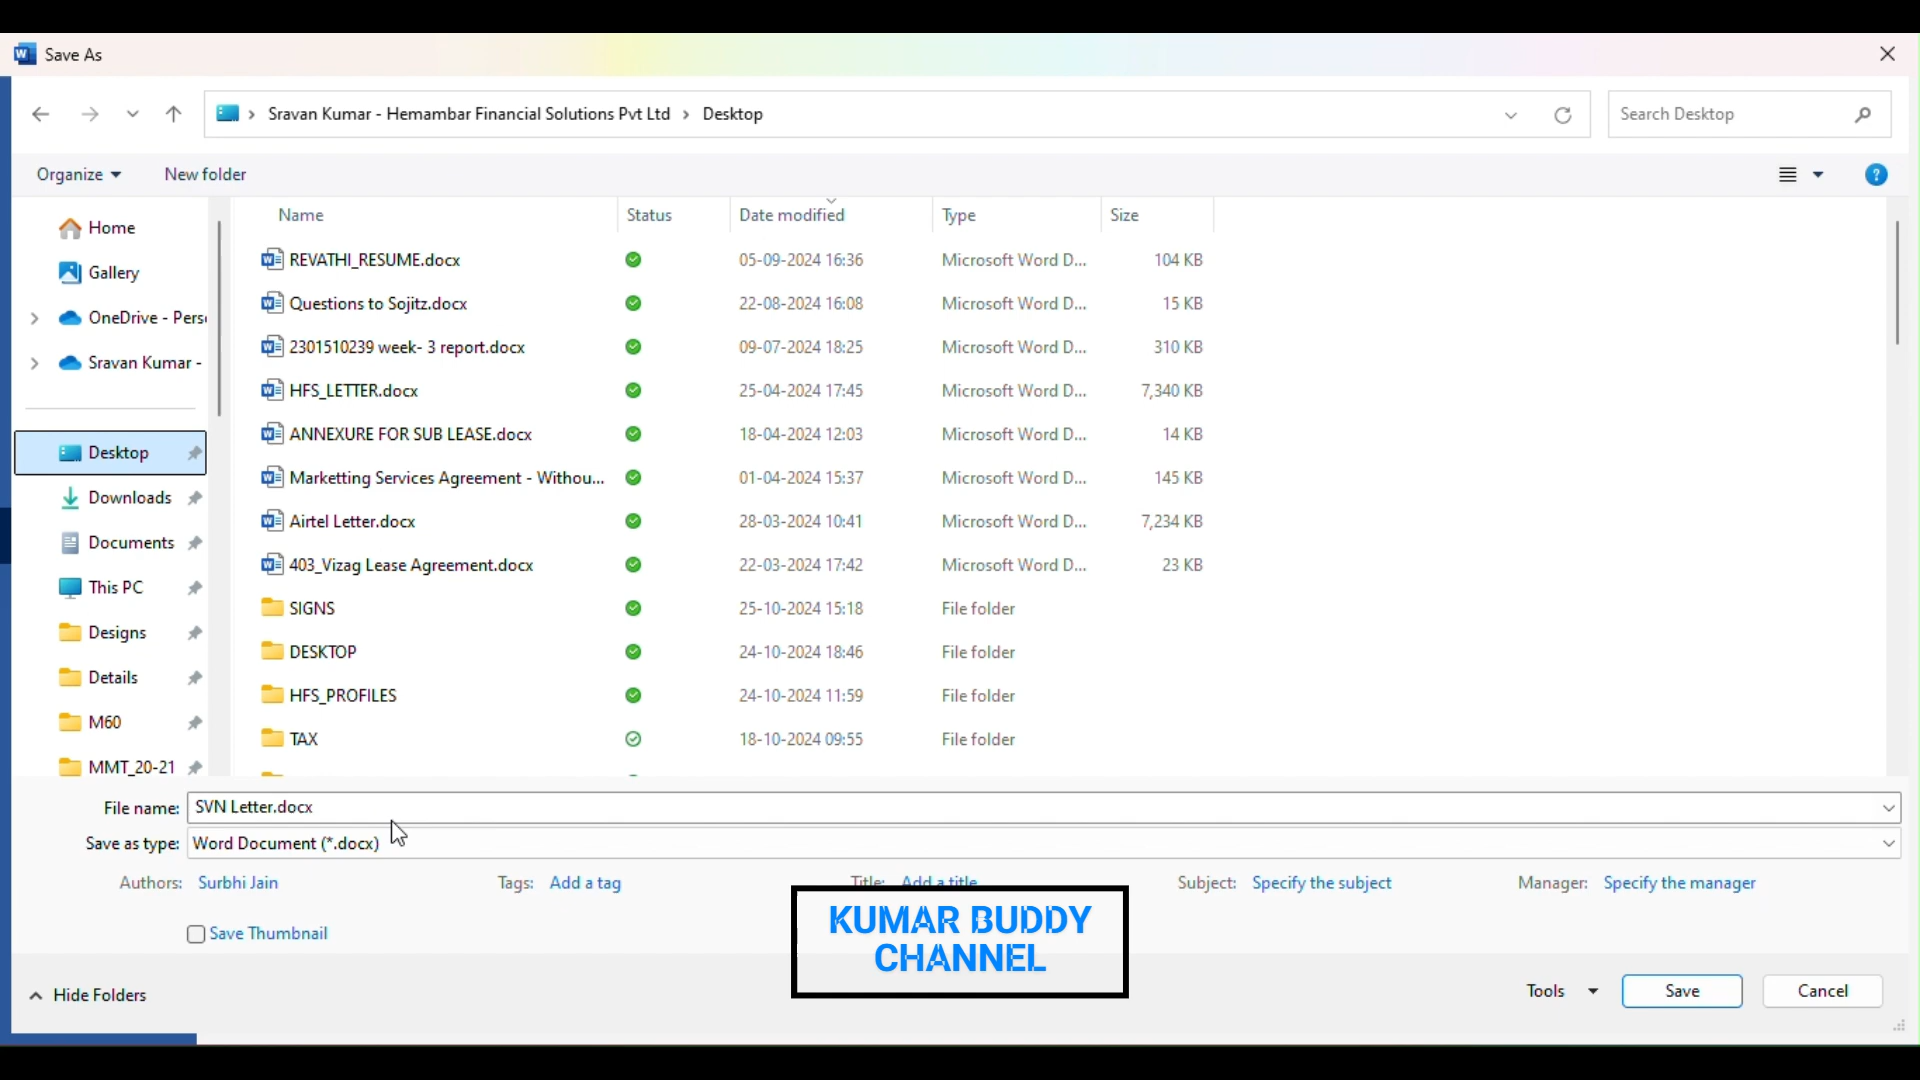 Save As
Sravan Kumar - Hemambar Financial Solutions Pvt Ltd > Desktop
Search Desktop
Organize
New folder
Name Status Date modified Type Size
Home
Gallery
OneDrive - Pers
Sravan Kumar -
Desktop
Downloads
Documents
This PC
Designs
Details
M60
MMT_20-21
REVATHI_RESUME.docx 05-09-2024 16:36 Microsoft Word D... 104 KB
Questions to Sojitz.docx 22-08-2024 16:08 Microsoft Word D... 15 KB
2301510239 week- 3 report.docx 09-07-2024 18:25 Microsoft Word D... 310 KB
HFS_LETTER.docx 25-04-2024 17:45 Microsoft Word D... 7,340 KB
ANNEXURE FOR SUB LEASE.docx 18-04-2024 12:03 Microsoft Word D... 14 KB
Marketting Services Agreement - Withou... 01-04-2024 15:37 Microsoft Word D... 145 KB
Airtel Letter.docx 28-03-2024 10:41 Microsoft Word D... 7,234 KB
403_Vizag Lease Agreement.docx 22-03-2024 17:42 Microsoft Word D... 23 KB
SIGNS 25-10-2024 15:18 File folder
DESKTOP 24-10-2024 18:46 File folder
HFS_PROFILES 24-10-2024 11:59 File folder
TAX 18-10-2024 09:55 File folder
File name: SVN Letter.docx
Save as type: Word Document (*.docx)
Authors: Surbhi Jain Tags: Add a tag Title: Add a title Subject: Specify the subject Manager: Specify the manager
Save Thumbnail
KUMAR BUDDY
CHANNEL
Hide Folders
Tools Save Cancel